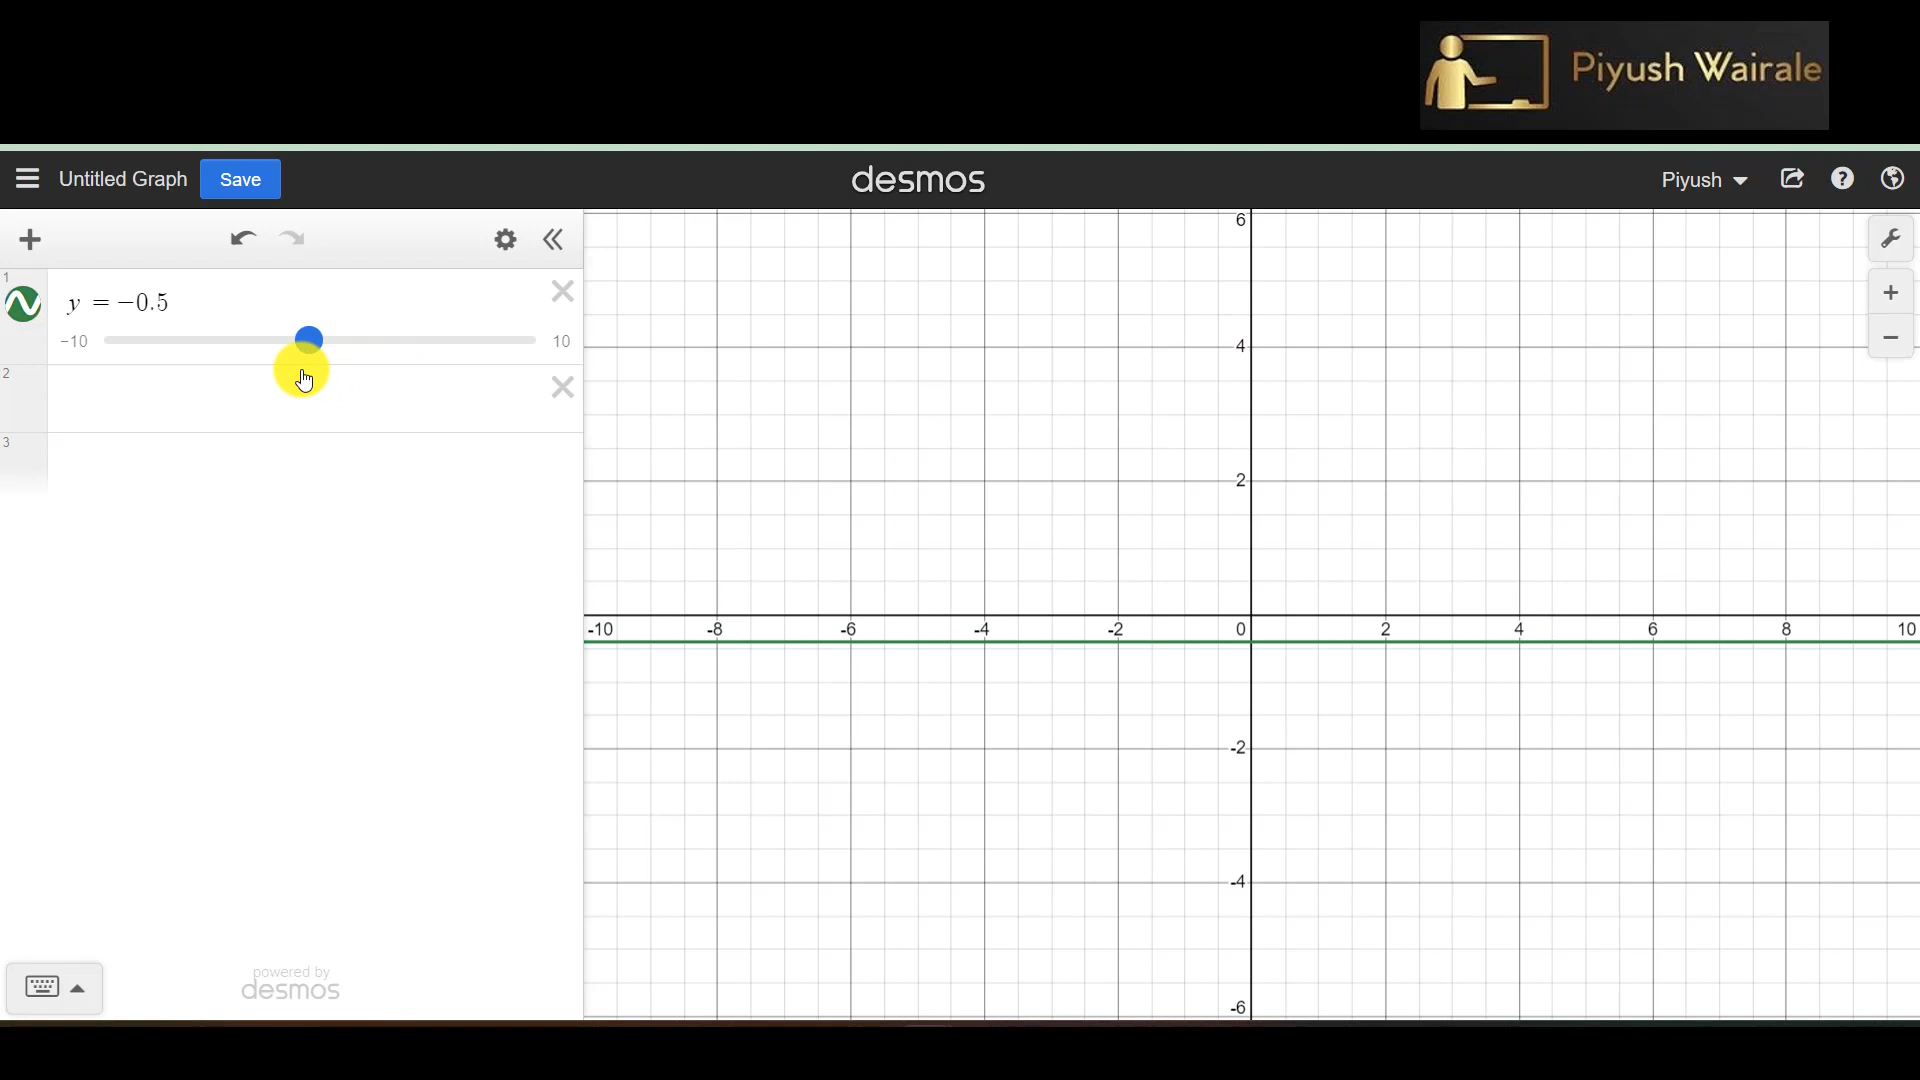 Piyush Wairale
Untitled Graph Save desmos Piyush ?
1
y = −0.5
−10 10
2
3
6
4
2
-10 -8 -6 -4 -2 0 2 4 6 8 10
-2
-4
-6
powered by
desmos